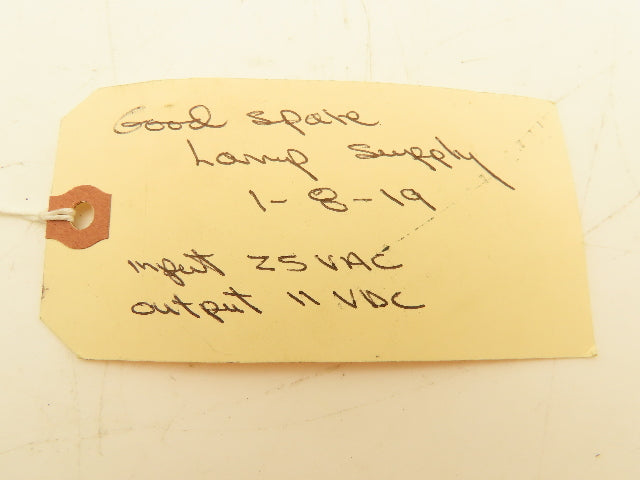 Good Spare
Lamp Supply
1-8-19
input 25 VAC
output 11 VDC